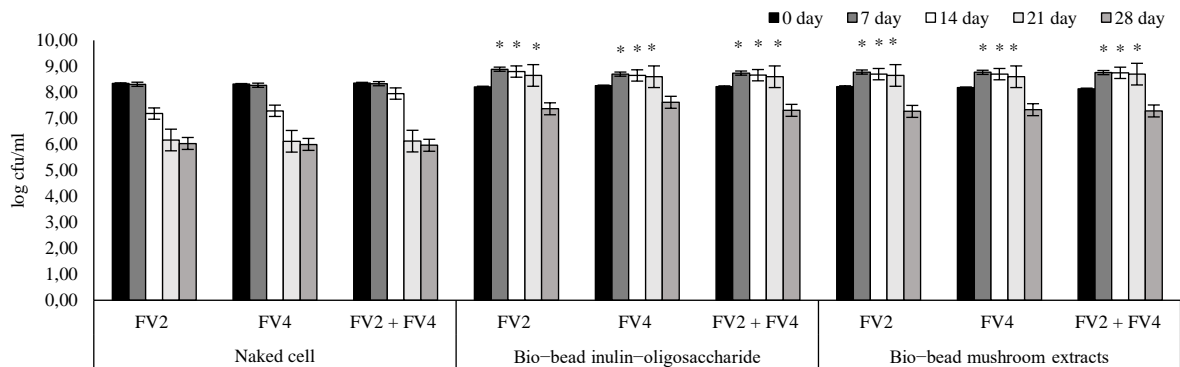 0 day 7 day 14 day 21 day 28 day
10,00
9,00
8,00
7,00
6,00
5,00
4,00
3,00
2,00
1,00
0,00
log cfu/ml
* * * * * * * * * * * * * * * * * *
FV2 FV4 FV2 + FV4 FV2 FV4 FV2 + FV4 FV2 FV4 FV2 + FV4
Naked cell Bio−bead inulin−oligosaccharide Bio−bead mushroom extracts